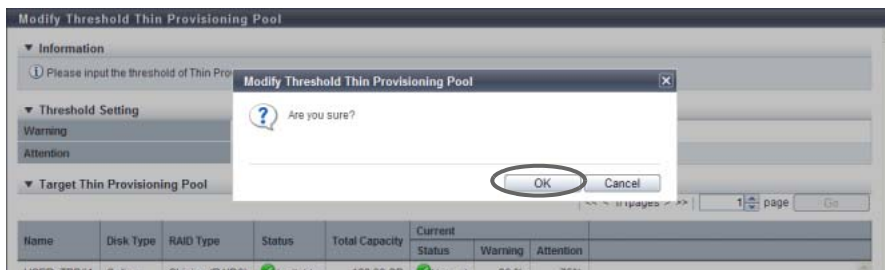 Modify Threshold Thin Provisioning Pool
Information
Please input the threshold of Thin Pro
Modify Threshold Thin Provisioning Pool
Are you sure?
OK Cancel
Threshold Setting
Warning
Attention
Target Thin Provisioning Pool
1 page Go
Name Disk Type RAID Type Status Total Capacity Current
Status Warning Attention